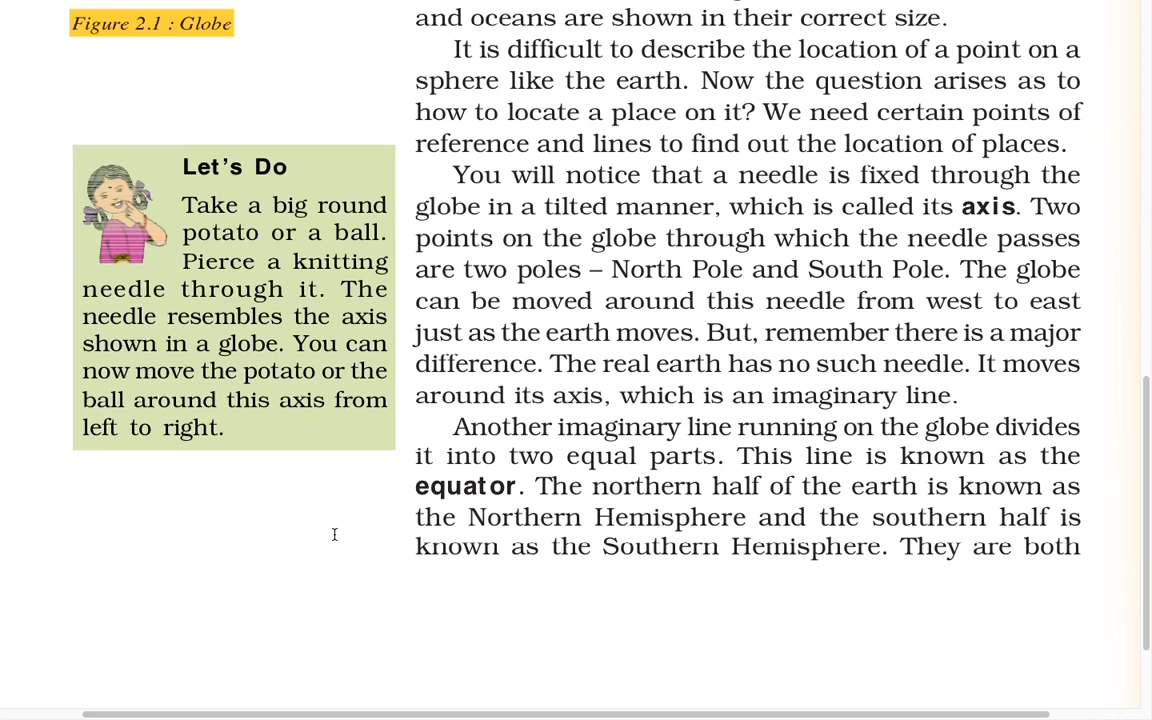 Figure 2.1 : Globe
Let's Do
Take a big round
potato or a ball.
Pierce a knitting
needle through it. The
needle resembles the axis
shown in a globe. You can
now move the potato or the
ball around this axis from
left to right.
and oceans are shown in their correct size.
It is difficult to describe the location of a point on a
sphere like the earth. Now the question arises as to
how to locate a place on it? We need certain points of
reference and lines to find out the location of places.
You will notice that a needle is fixed through the
globe in a tilted manner, which is called its axis. Two
points on the globe through which the needle passes
are two poles – North Pole and South Pole. The globe
can be moved around this needle from west to east
just as the earth moves. But, remember there is a major
difference. The real earth has no such needle. It moves
around its axis, which is an imaginary line.
Another imaginary line running on the globe divides
it into two equal parts. This line is known as the
equator. The northern half of the earth is known as
the Northern Hemisphere and the southern half is
known as the Southern Hemisphere. They are both